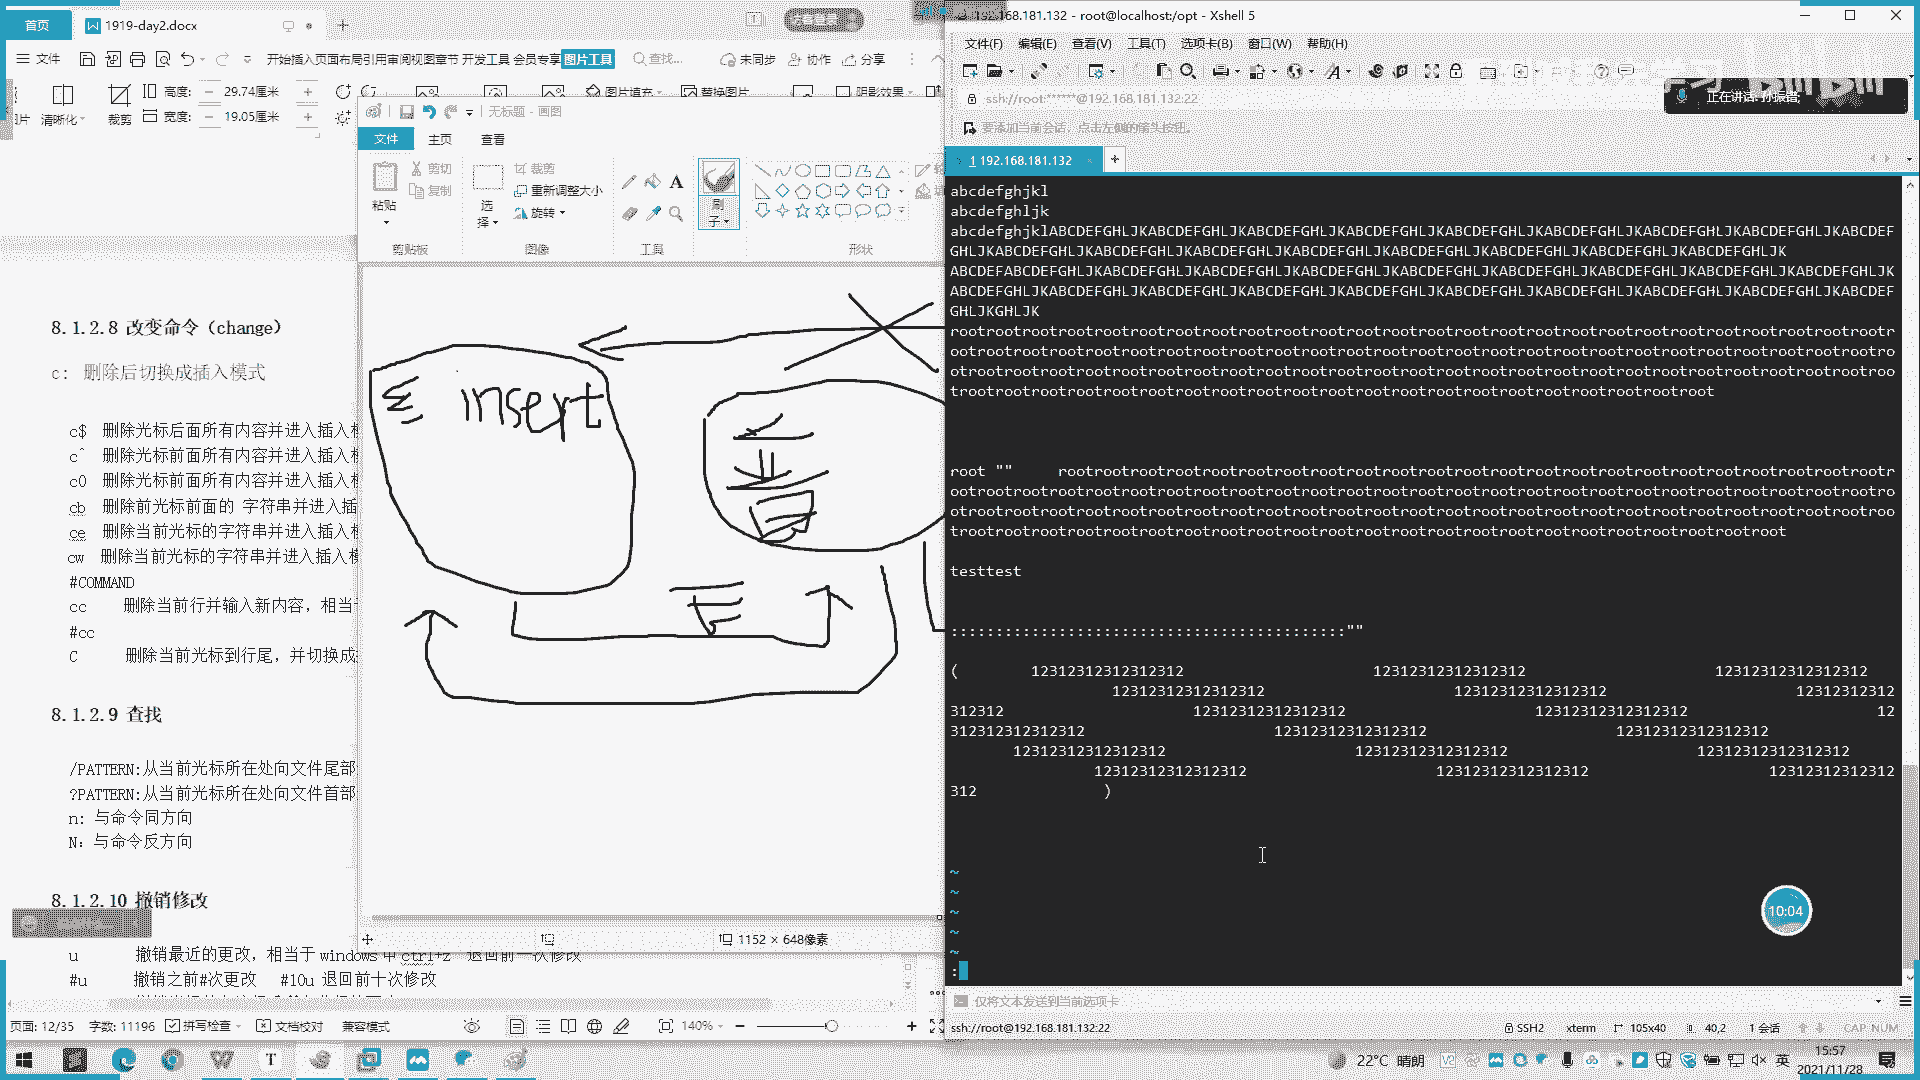 首页
1919-day2.docx
文件
开始插入页面布局引用审阅视图章节 开发工具 会员专享 图片工具
查找...
未同步
协作
分享
清晰化
裁剪
高度: 29.74厘米
宽度: 19.05厘米
图片填充
替换图片
阴影效果
8.1.2.8 改变命令（change）
c: 删除后切换成插入模式
c$ 删除光标后面所有内容并进入插入
c^ 删除光标前面所有内容并进入插入
c0 删除光标前面所有内容并进入插入
cb 删除前光标前面的 字符串并进入插
ce 删除当前光标的字符串并进入插入
cw 删除当前光标的字符串并进入插入
#COMMAND
cc 删除当前行并输入新内容，相当
#cc
C 删除当前光标到行尾，并切换成
8.1.2.9 查找
/PATTERN:从当前光标所在处向文件尾部
?PATTERN:从当前光标所在处向文件首部
n: 与命令同方向
N: 与命令反方向
8.1.2.10 撤销修改
u 撤销最近的更改，相当于 windows 中 ctrl+z 退回前一次修改
#u 撤销之前#次更改 #10u 退回前十次修改
页面: 12/35 字数: 11196 拼写检查 文档校对 兼容模式
140%
无标题 - 画图
文件 主页 查看
粘贴
剪切
复制
剪贴板
选择
裁剪
重新调整大小
旋转
图像
工具
刷子
形状
insert
1152 × 648像素
192.168.181.132 - root@localhost:/opt - Xshell 5
文件(F) 编辑(E) 查看(V) 工具(T) 选项卡(B) 窗口(W) 帮助(H)
ssh://root:******@192.168.181.132:22
要添加当前会话，点击左侧的箭头按钮。
1 192.168.181.132
abcdefghjkl
abcdefghljk
abcdefghjklABCDEFGHLJKABCDEFGHLJKABCDEFGHLJKABCDEFGHLJKABCDEFGHLJKABCDEFGHLJKABCDEFGHLJKABCDEFGHLJKABCDEF
GHLJKABCDEFGHLJKABCDEFGHLJKABCDEFGHLJKABCDEFGHLJKABCDEFGHLJKABCDEFGHLJKABCDEFGHLJKABCDEFGHLJK
ABCDEFABCDEFGHLJKABCDEFGHLJKABCDEFGHLJKABCDEFGHLJKABCDEFGHLJKABCDEFGHLJKABCDEFGHLJKABCDEFGHLJKABCDEFGHLJK
ABCDEFGHLJKABCDEFGHLJKABCDEFGHLJKABCDEFGHLJKABCDEFGHLJKABCDEFGHLJKABCDEFGHLJKABCDEFGHLJKABCDEFGHLJKABCDEF
GHLJKGHLJK
rootrootrootrootrootrootrootrootrootrootrootrootrootrootrootrootrootrootrootrootrootrootrootrootrootrootr
ootrootrootrootrootrootrootrootrootrootrootrootrootrootrootrootrootrootrootrootrootrootrootrootrootrootro
otrootrootrootrootrootrootrootrootrootrootrootrootrootrootrootrootrootrootrootrootrootrootrootrootrootroo
trootrootrootrootrootrootrootrootrootrootrootrootrootrootrootrootrootrootrootrootroot
root "" rootrootrootrootrootrootrootrootrootrootrootrootrootrootrootrootrootrootrootrootrootrootrootr
ootrootrootrootrootrootrootrootrootrootrootrootrootrootrootrootrootrootrootrootrootrootrootrootrootrootro
otrootrootrootrootrootrootrootrootrootrootrootrootrootrootrootrootrootrootrootrootrootrootrootrootrootroo
trootrootrootrootrootrootrootrootrootrootrootrootrootrootrootrootrootrootrootrootrootrootroot
testtest
::::::::::::::::::::::::::::::::::::::::::::""
( 12312312312312312 12312312312312312 12312312312312312
12312312312312312 12312312312312312 12312312312
312312 12312312312312312 12312312312312312 12
312312312312312 12312312312312312 12312312312312312
12312312312312312 12312312312312312 12312312312312312
12312312312312312 12312312312312312 12312312312312
312 )
~
~
~
~
~
:
10:04
仅将文本发送到当前选项卡
ssh://root@192.168.181.132:22 SSH2 xterm 105x40 40,2 1 会话 CAP NUM
22°C 晴朗
英
15:57
2021/11/28